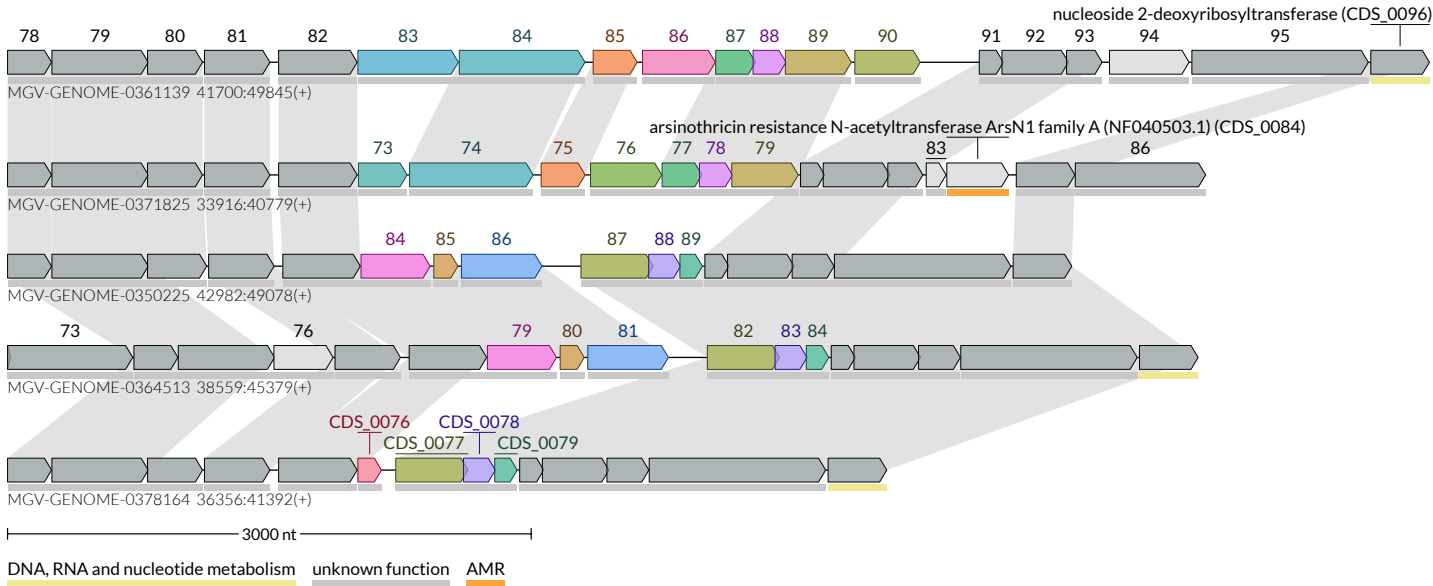 nucleoside 2-deoxyribosyltransferase (CDS_0096)
78 79 80 81 82 83 84 85 86 87 88 89 90 91 92 93 94 95
MGV-GENOME-0361139 41700:49845(+)
arsinothricin resistance N-acetyltransferase ArsN1 family A (NF040503.1) (CDS_0084)
73 74 75 76 77 78 79 83 86
MGV-GENOME-0371825 33916:40779(+)
84 85 86 87 88 89
MGV-GENOME-0350225 42982:49078(+)
73 76 79 80 81 82 83 84
MGV-GENOME-0364513 38559:45379(+)
CDS_0076 CDS_0078
CDS_0077 CDS_0079
MGV-GENOME-0378164 36356:41392(+)
3000 nt
DNA, RNA and nucleotide metabolism unknown function AMR